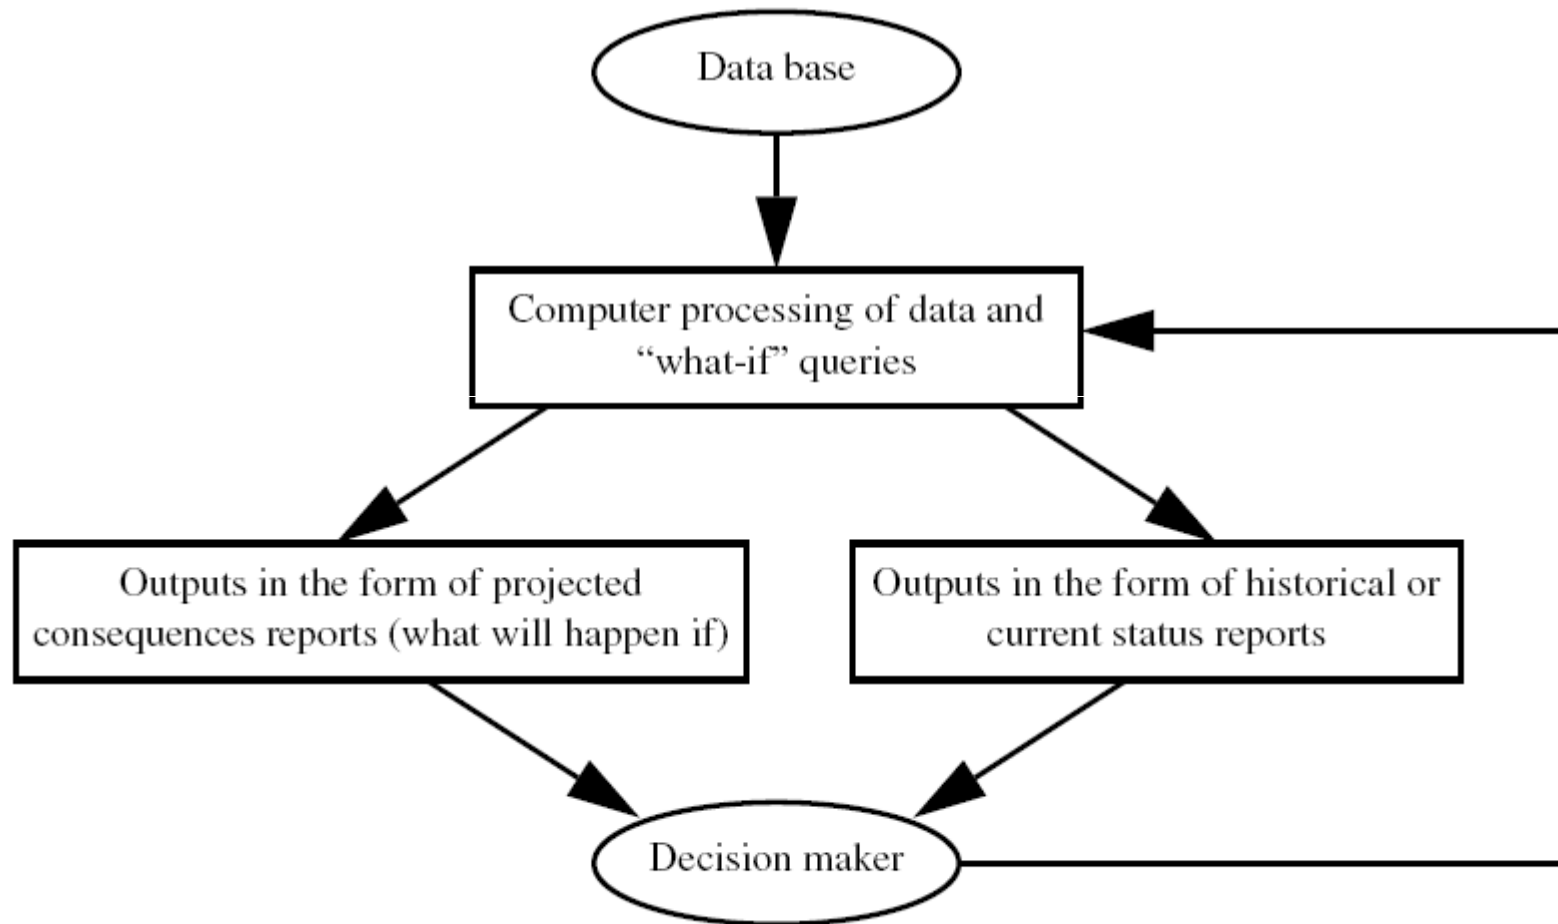 Data base
Computer processing of data and
“what-if” queries
Outputs in the form of projected
consequences reports (what will happen if)
Outputs in the form of historical or
current status reports
Decision maker